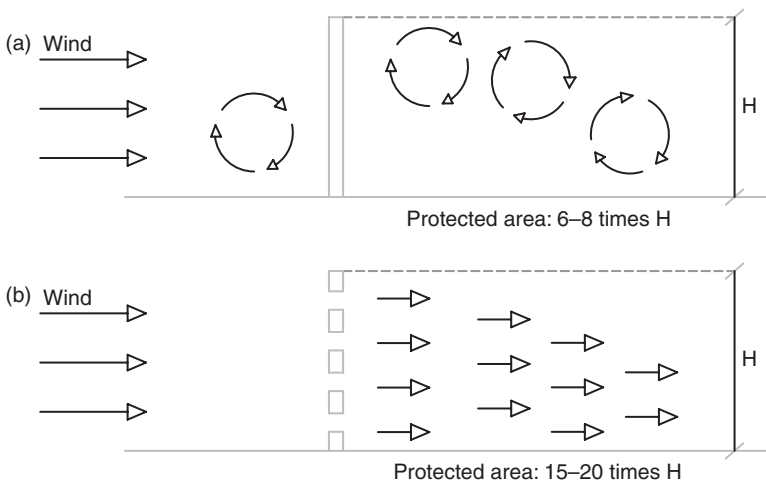 (a) Wind
H
Protected area: 6–8 times H
(b) Wind
H
Protected area: 15–20 times H